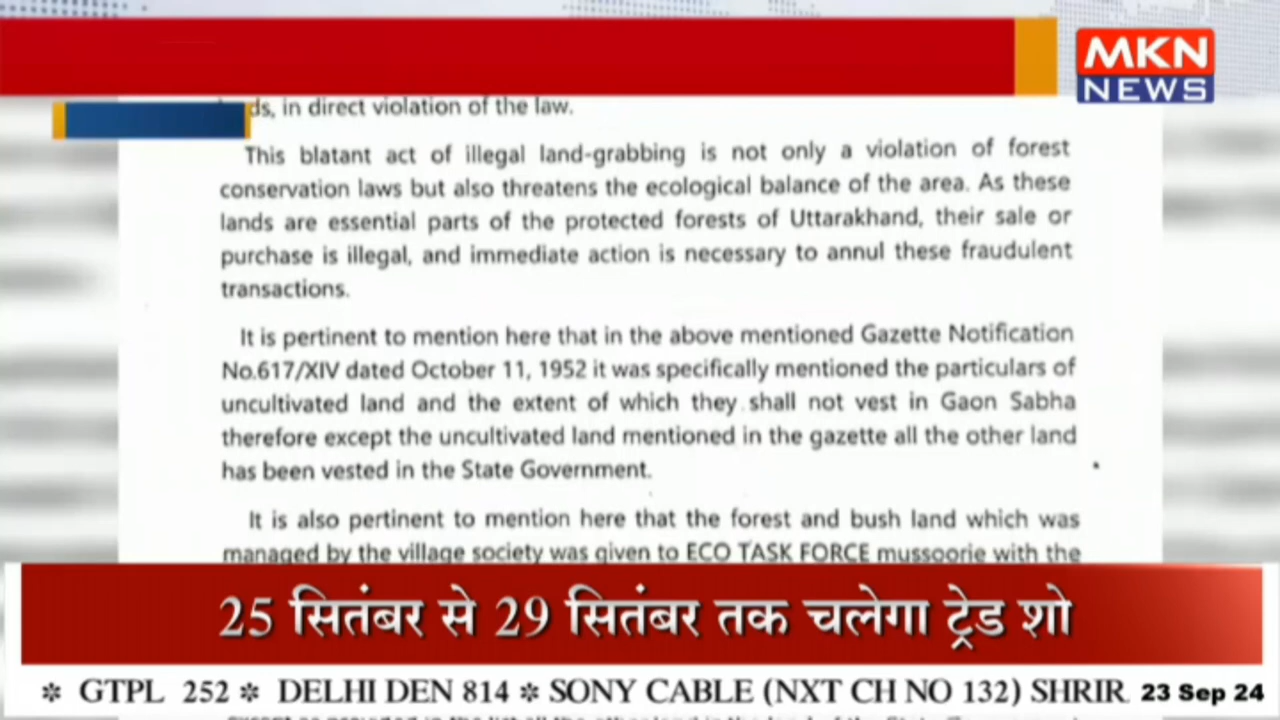 MKN
NEWS
ds, in direct violation of the law.
This blatant act of illegal land-grabbing is not only a violation of forest
conservation laws but also threatens the ecological balance of the area. As these
lands are essential parts of the protected forests of Uttarakhand, their sale or
purchase is illegal, and immediate action is necessary to annul these fraudulent
transactions.
It is pertinent to mention here that in the above mentioned Gazette Notification
No.617/XIV dated October 11, 1952 it was specifically mentioned the particulars of
uncultivated land and the extent of which they shall not vest in Gaon Sabha
therefore except the uncultivated land mentioned in the gazette all the other land
has been vested in the State Government.
It is also pertinent to mention here that the forest and bush land which was
managed by the village society was given to ECO TASK FORCE mussoorie with the
25 सितंबर से 29 सितंबर तक चलेगा ट्रेड शो
❇ GTPL 252 ❇ DELHI DEN 814 ❇ SONY CABLE (NXT CH NO 132) SHRIR 23 Sep 24